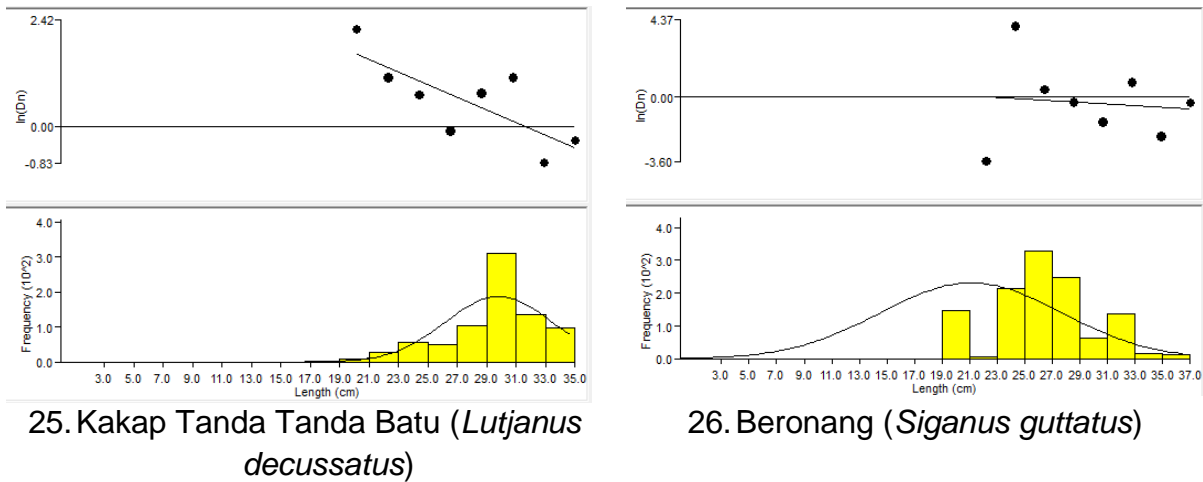 2.42
0.00
-0.83
ln(Dn)
4.0
3.0
2.0
1.0
0.0
Frequency (10^2)
3.0 5.0 7.0 9.0 11.0 13.0 15.0 17.0 19.0 21.0 23.0 25.0 27.0 29.0 31.0 33.0 35.0
Length (cm)
25. Kakap Tanda Tanda Batu (Lutjanus
decussatus)
4.37
0.00
-3.60
ln(Dn)
4.0
3.0
2.0
1.0
0.0
Frequency (10^2)
3.0 5.0 7.0 9.0 11.0 13.0 15.0 17.0 19.0 21.0 23.0 25.0 27.0 29.0 31.0 33.0 35.0 37.0
Length (cm)
26. Beronang (Siganus guttatus)